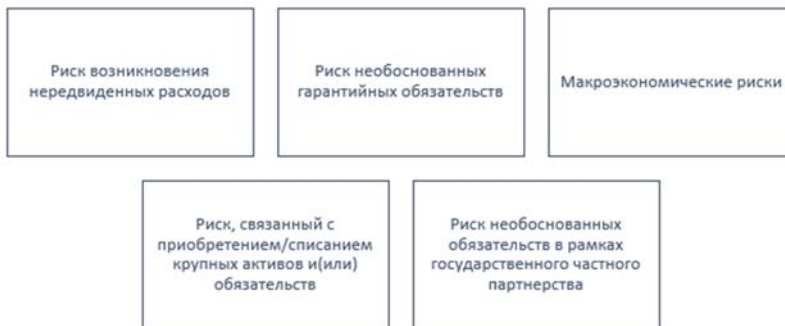 Риск возникновения
нередвиденных расходов
Риск необоснованных
гарантийных обязательств
Макроэкономические риски
Риск, связанный с
приобретением/списанием
крупных активов и(или)
обязательств
Риск необоснованных
обязательств в рамках
государственного частного
партнерства